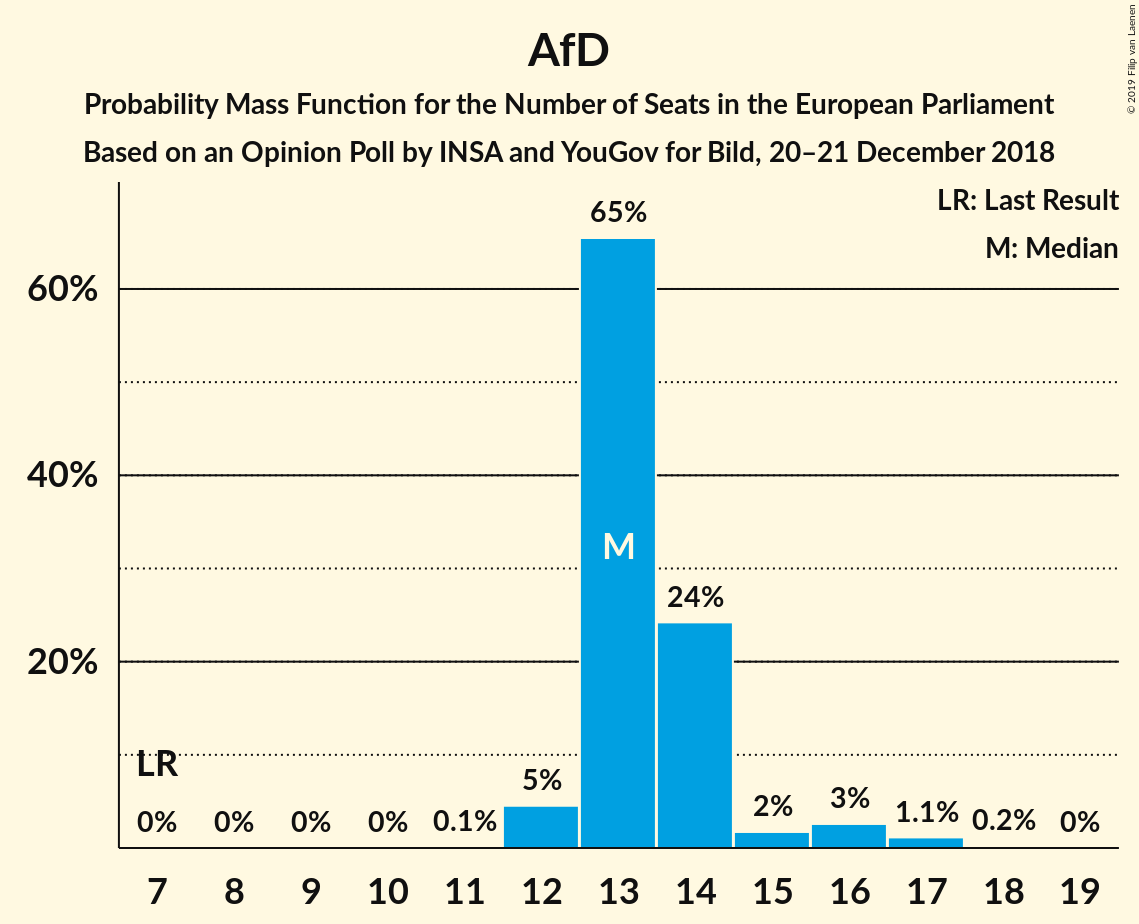 AfD
Probability Mass Function for the Number of Seats in the European Parliament
Based on an Opinion Poll by INSA and YouGov for Bild, 20–21 December 2018
© 2019 Filip van Laenen
LR: Last Result
M: Median
60%
40%
20%
65%
M
24%
LR
0%
0%
0%
0%
0.1%
5%
2%
3%
1.1%
0.2%
0%
7 8 9 10 11 12 13 14 15 16 17 18 19